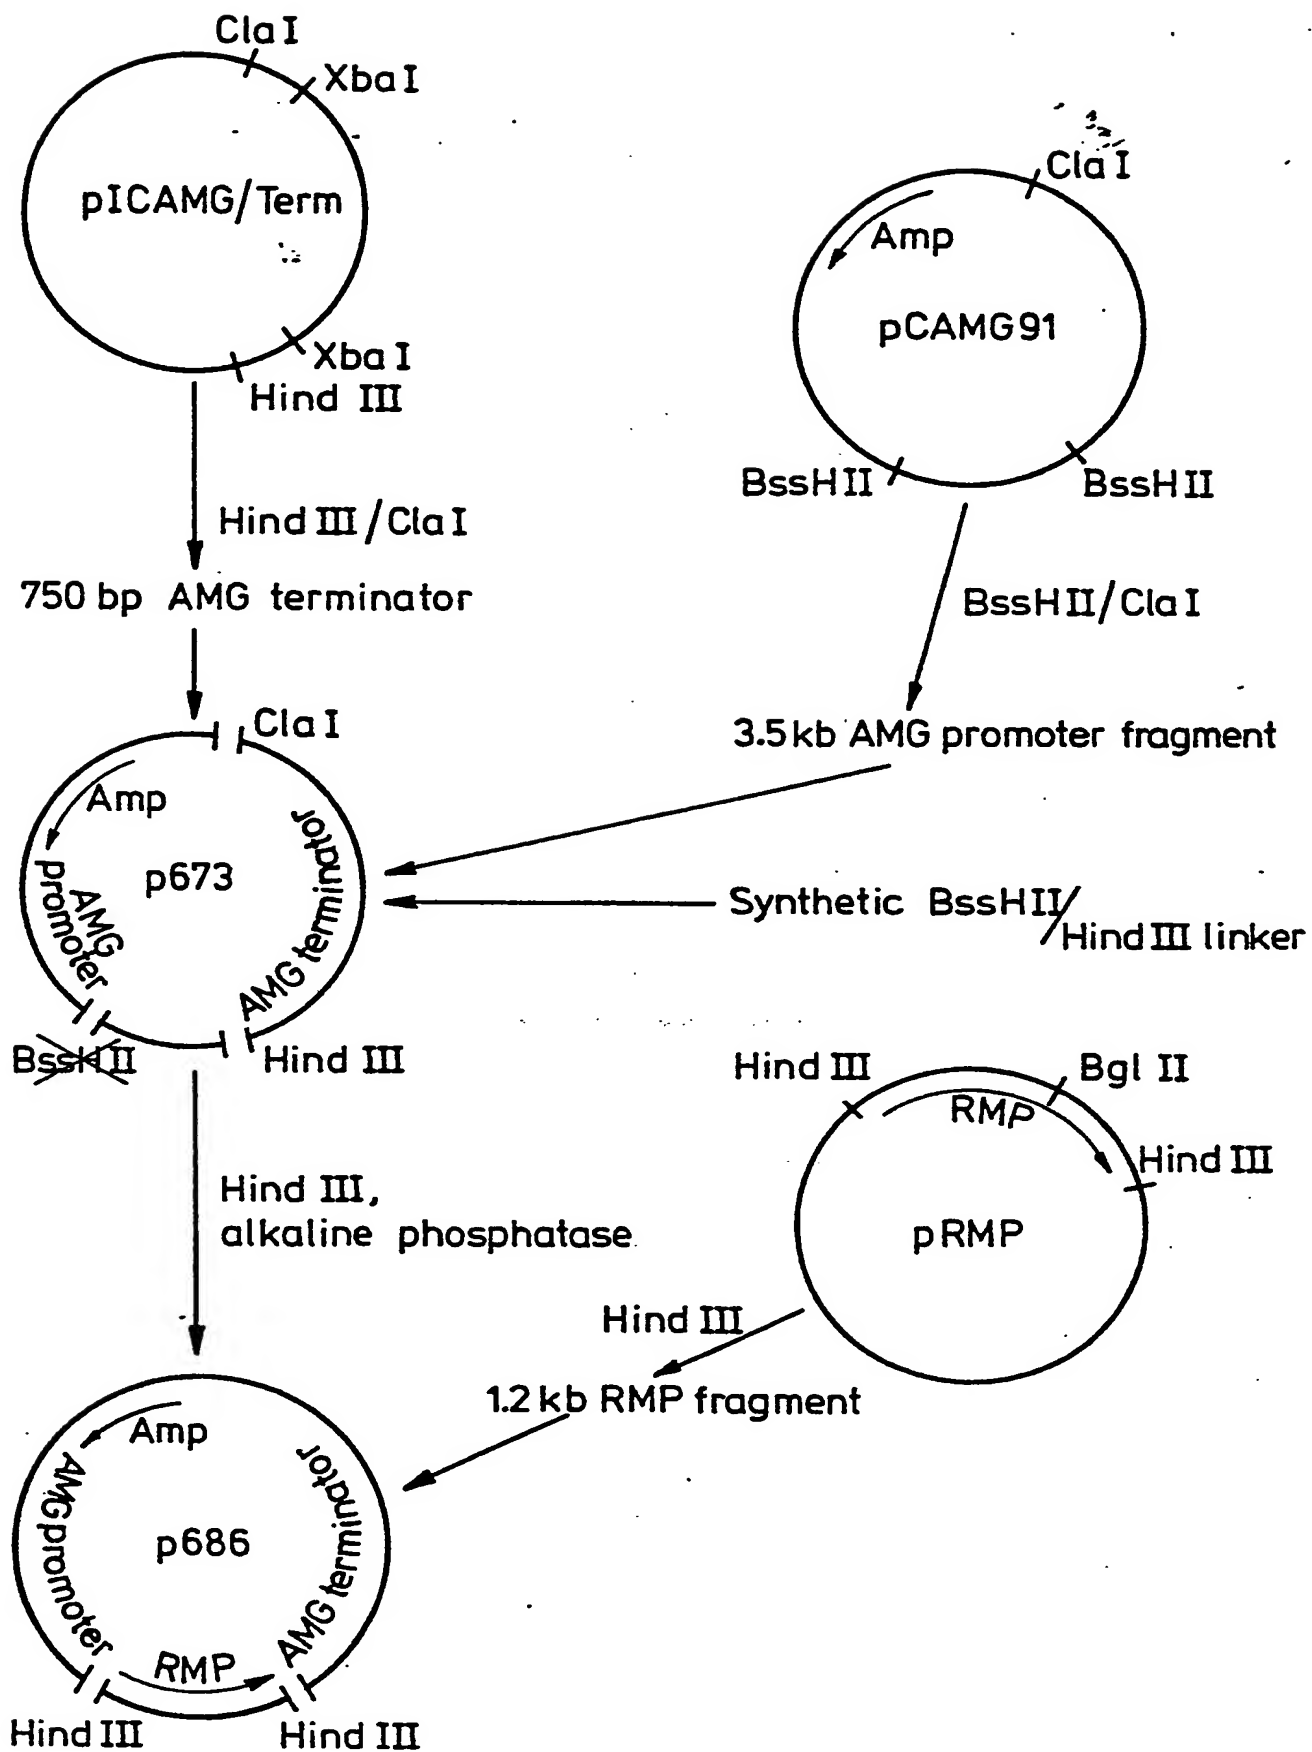 Cla I
Xba I
pICAMG/Term
Xba I
Hind III
Hind III/Cla I
750 bp AMG terminator
Cla I
Amp
pCAMG91
BssH II
BssH II
BssH II/Cla I
3.5 kb AMG promoter fragment
Cla I
Amp
p673
AMG
promoter
AMG terminator
BssH II
Hind III
Synthetic BssH II/
Hind III linker
Hind III
Bgl II
RMP
Hind III
pRMP
Hind III,
alkaline phosphatase
Hind III
1.2 kb RMP fragment
Amp
AMG promoter
p686
AMG terminator
RMP
Hind III
Hind III